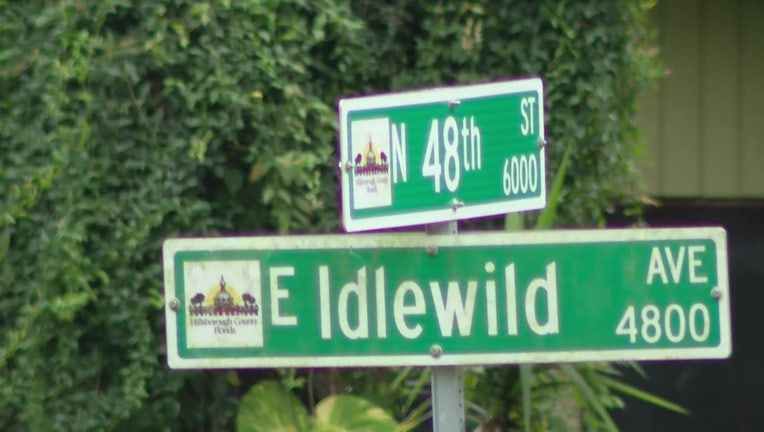 N 48th ST
6000
E Idlewild AVE
4800
Hillsborough County
Florida